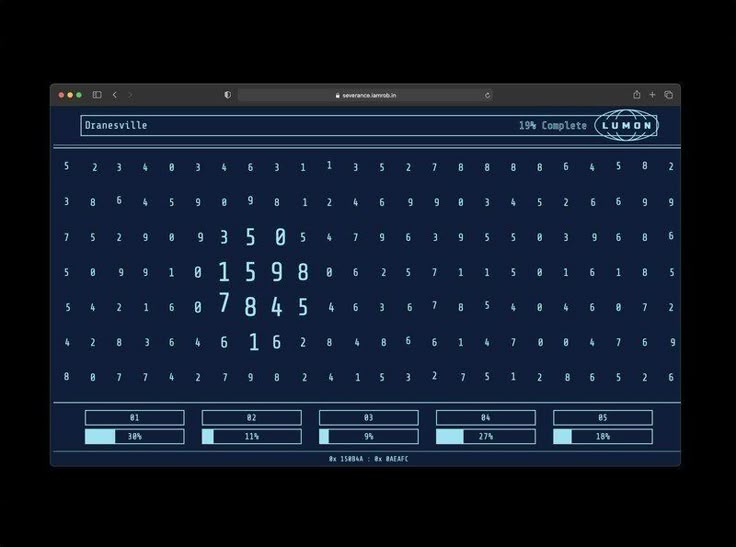 severance.iamrob.in
Dranesville 19% Complete LUMON
5 2 3 4 0 3 4 6 3 1 1 3 5 2 7 8 8 8 8 6 4 5 8 2
3 8 6 4 5 9 0 9 8 1 2 4 6 9 9 0 3 4 5 2 6 6 9 9
7 5 2 9 0 9 3 5 0 5 4 7 9 6 3 9 5 5 0 3 9 6 8 6
5 0 9 9 1 0 1 5 9 8 0 6 2 5 7 1 1 5 0 1 6 1 8 5
5 4 2 1 6 0 7 8 4 5 4 6 3 6 7 8 5 4 0 4 6 0 7 2
4 2 8 3 6 4 6 1 6 2 8 4 8 6 6 1 4 7 0 0 4 7 6 9
8 0 7 7 4 2 7 9 8 2 4 1 5 3 2 7 5 1 2 8 6 5 2 6
01 02 03 04 05
30% 11% 9% 27% 18%
0x 150B4A : 0x 0AEAFC